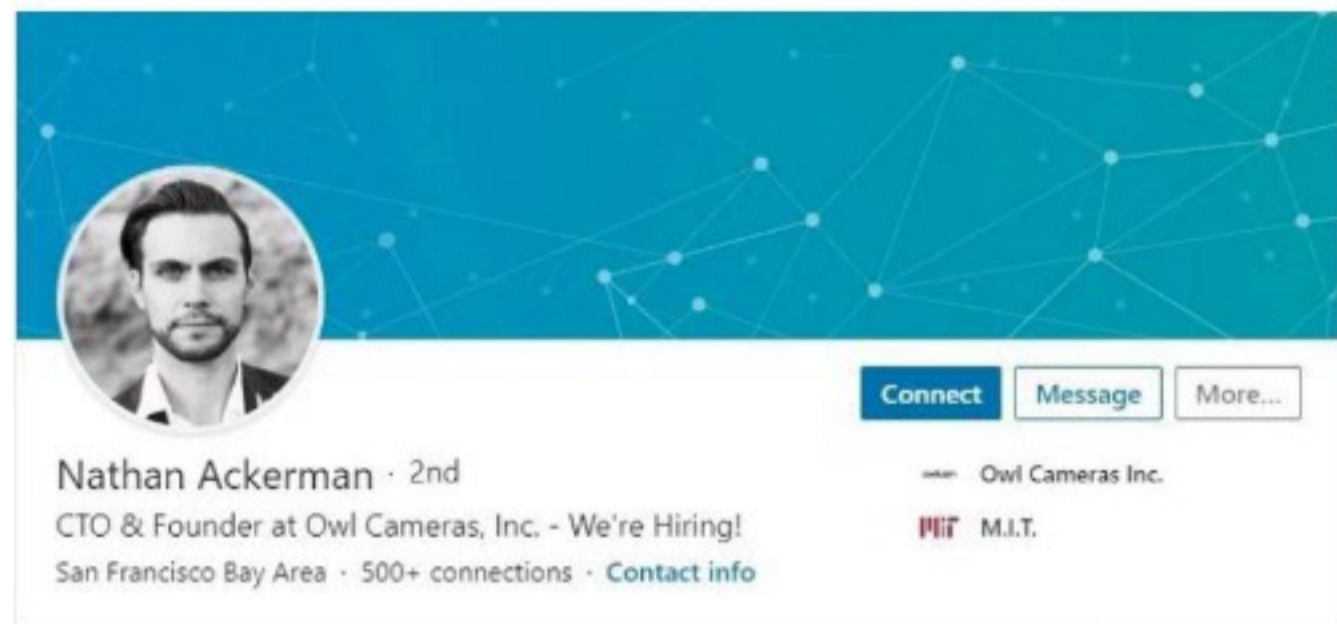 Connect
Message
More...
Nathan Ackerman · 2nd
CTO & Founder at Owl Cameras, Inc. - We're Hiring!
San Francisco Bay Area · 500+ connections · Contact info
Owl Cameras Inc.
MiT M.I.T.